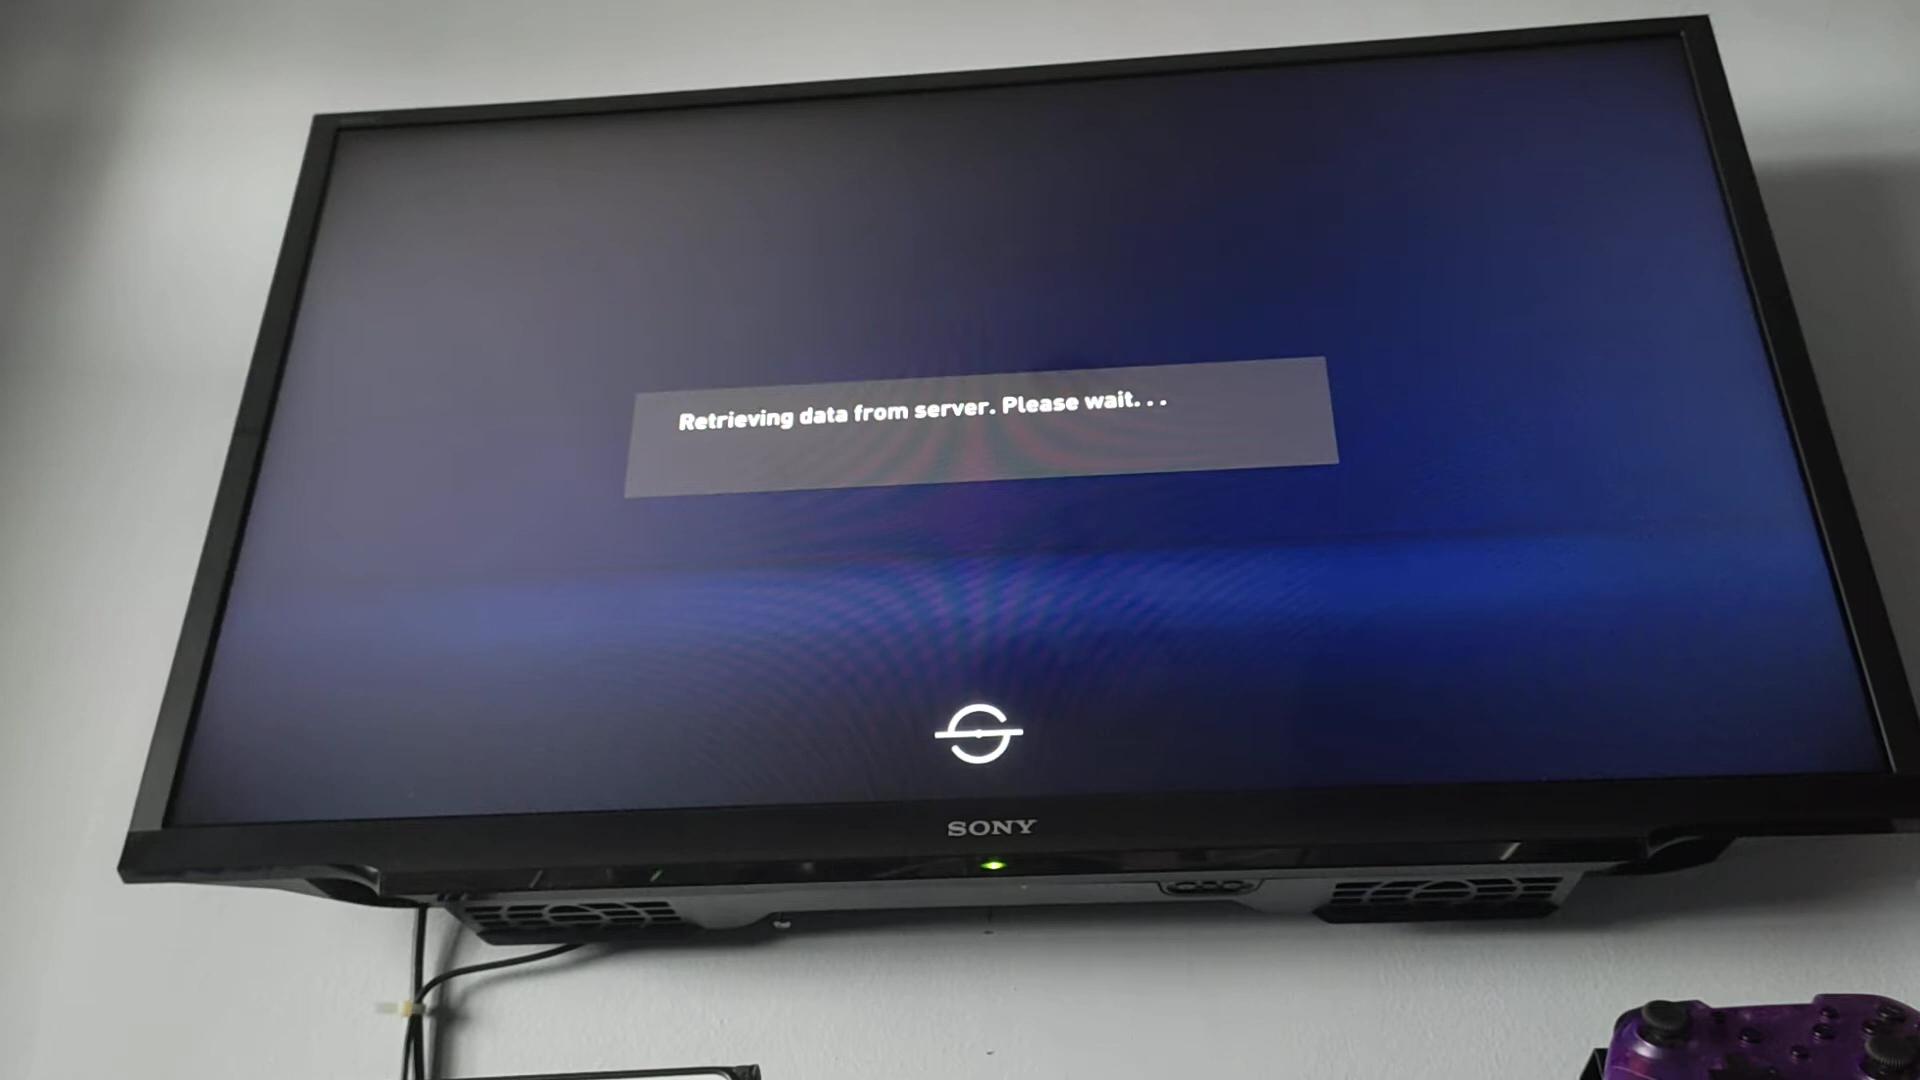 Retrieving data from server. Please wait. . .
SONY